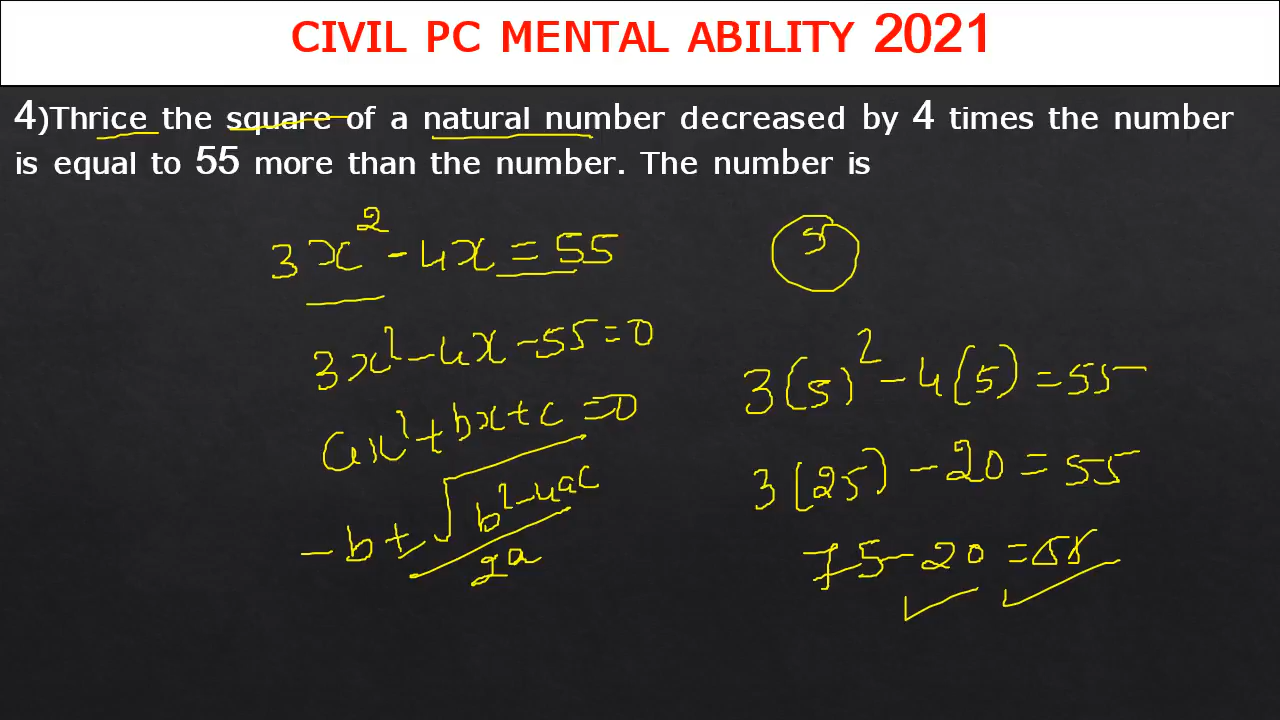 CIVIL PC MENTAL ABILITY 2021
4)Thrice the square of a natural number decreased by 4 times the number
is equal to 55 more than the number. The number is
3x² - 4x = 55
3x² - 4x - 55 = 0
ax² + bx + c = 0
-b ± √b² - 4ac
2a
5
3(5)² - 4(5) = 55
3(25) - 20 = 55
75 - 20 = 55